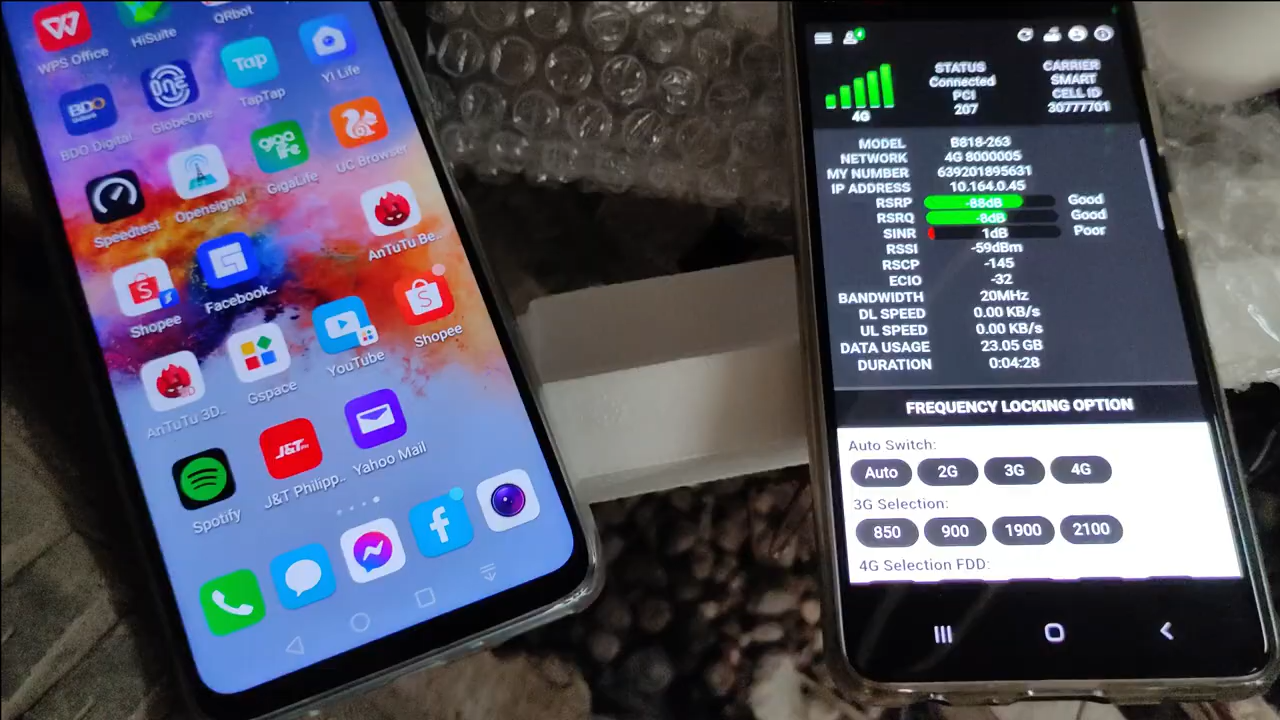 WPS Office
HiSuite
QRbot
BDO
BDO Digital
ONE
GlobeOne
Tap
TapTap
YI Life
Speedtest
Opensignal
giga
life
GigaLife
UC Browser
Shopee
Facebook..
AnTuTu Be..
AnTuTu 3D..
Gspace
YouTube
Shopee
Spotify
J&T
J&T Philipp..
Yahoo Mail
4G
STATUS
Connected
PCI
207
CARRIER
SMART
CELL ID
30777701
MODEL B818-263
NETWORK 4G 8000005
MY NUMBER 639201895631
IP ADDRESS 10.164.0.45
RSRP -88dB Good
RSRQ -8dB Good
SINR 1dB Poor
RSSI -59dBm
RSCP -145
ECIO -32
BANDWIDTH 20MHz
DL SPEED 0.00 KB/s
UL SPEED 0.00 KB/s
DATA USAGE 23.05 GB
DURATION 0:04:28
FREQUENCY LOCKING OPTION
Auto Switch:
Auto 2G 3G 4G
3G Selection:
850 900 1900 2100
4G Selection FDD: